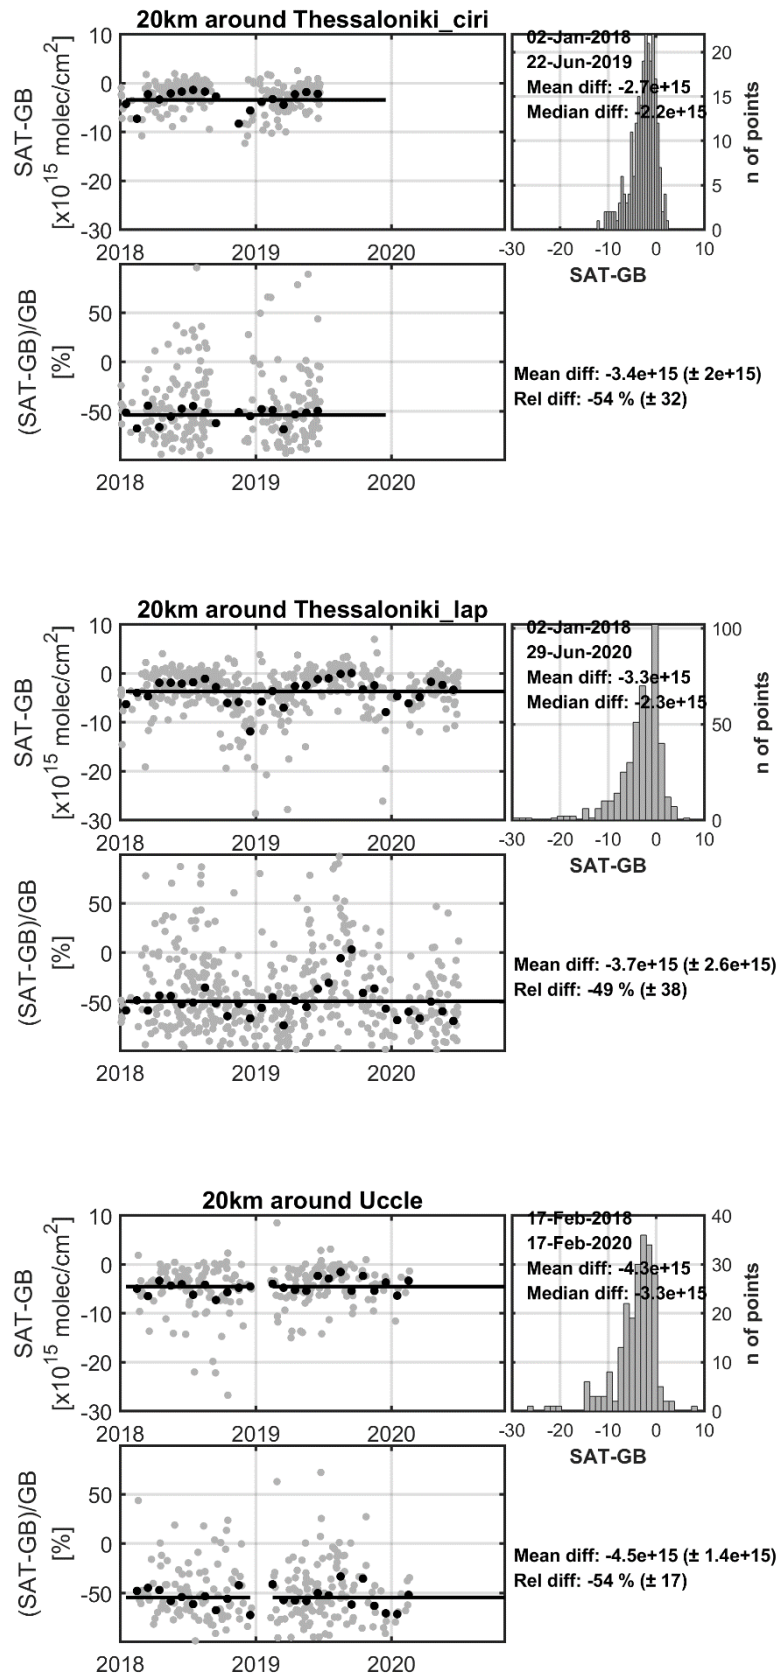 20km around Thessaloniki_ciri
SAT-GB
[x10^15 molec/cm^2]
10
0
-10
-20
-30
2018
2019
2020
02-Jan-2018
22-Jun-2019
Mean diff: -2.7e+15
Median diff: -2.2e+15
20
15
10
5
0
n of points
-30
-20
-10
0
10
SAT-GB
(SAT-GB)/GB
[%]
50
0
-50
2018
2019
2020
Mean diff: -3.4e+15 (± 2e+15)
Rel diff: -54 % (± 32)
20km around Thessaloniki_lap
SAT-GB
[x10^15 molec/cm^2]
10
0
-10
-20
-30
2018
2019
2020
02-Jan-2018
29-Jun-2020
Mean diff: -3.3e+15
Median diff: -2.3e+15
100
50
0
n of points
-30
-20
-10
0
10
SAT-GB
(SAT-GB)/GB
[%]
50
0
-50
2018
2019
2020
Mean diff: -3.7e+15 (± 2.6e+15)
Rel diff: -49 % (± 38)
20km around Uccle
SAT-GB
[x10^15 molec/cm^2]
10
0
-10
-20
-30
2018
2019
2020
17-Feb-2018
17-Feb-2020
Mean diff: -4.3e+15
Median diff: -3.3e+15
40
30
20
10
0
n of points
-30
-20
-10
0
10
SAT-GB
(SAT-GB)/GB
[%]
50
0
-50
2018
2019
2020
Mean diff: -4.5e+15 (± 1.4e+15)
Rel diff: -54 % (± 17)